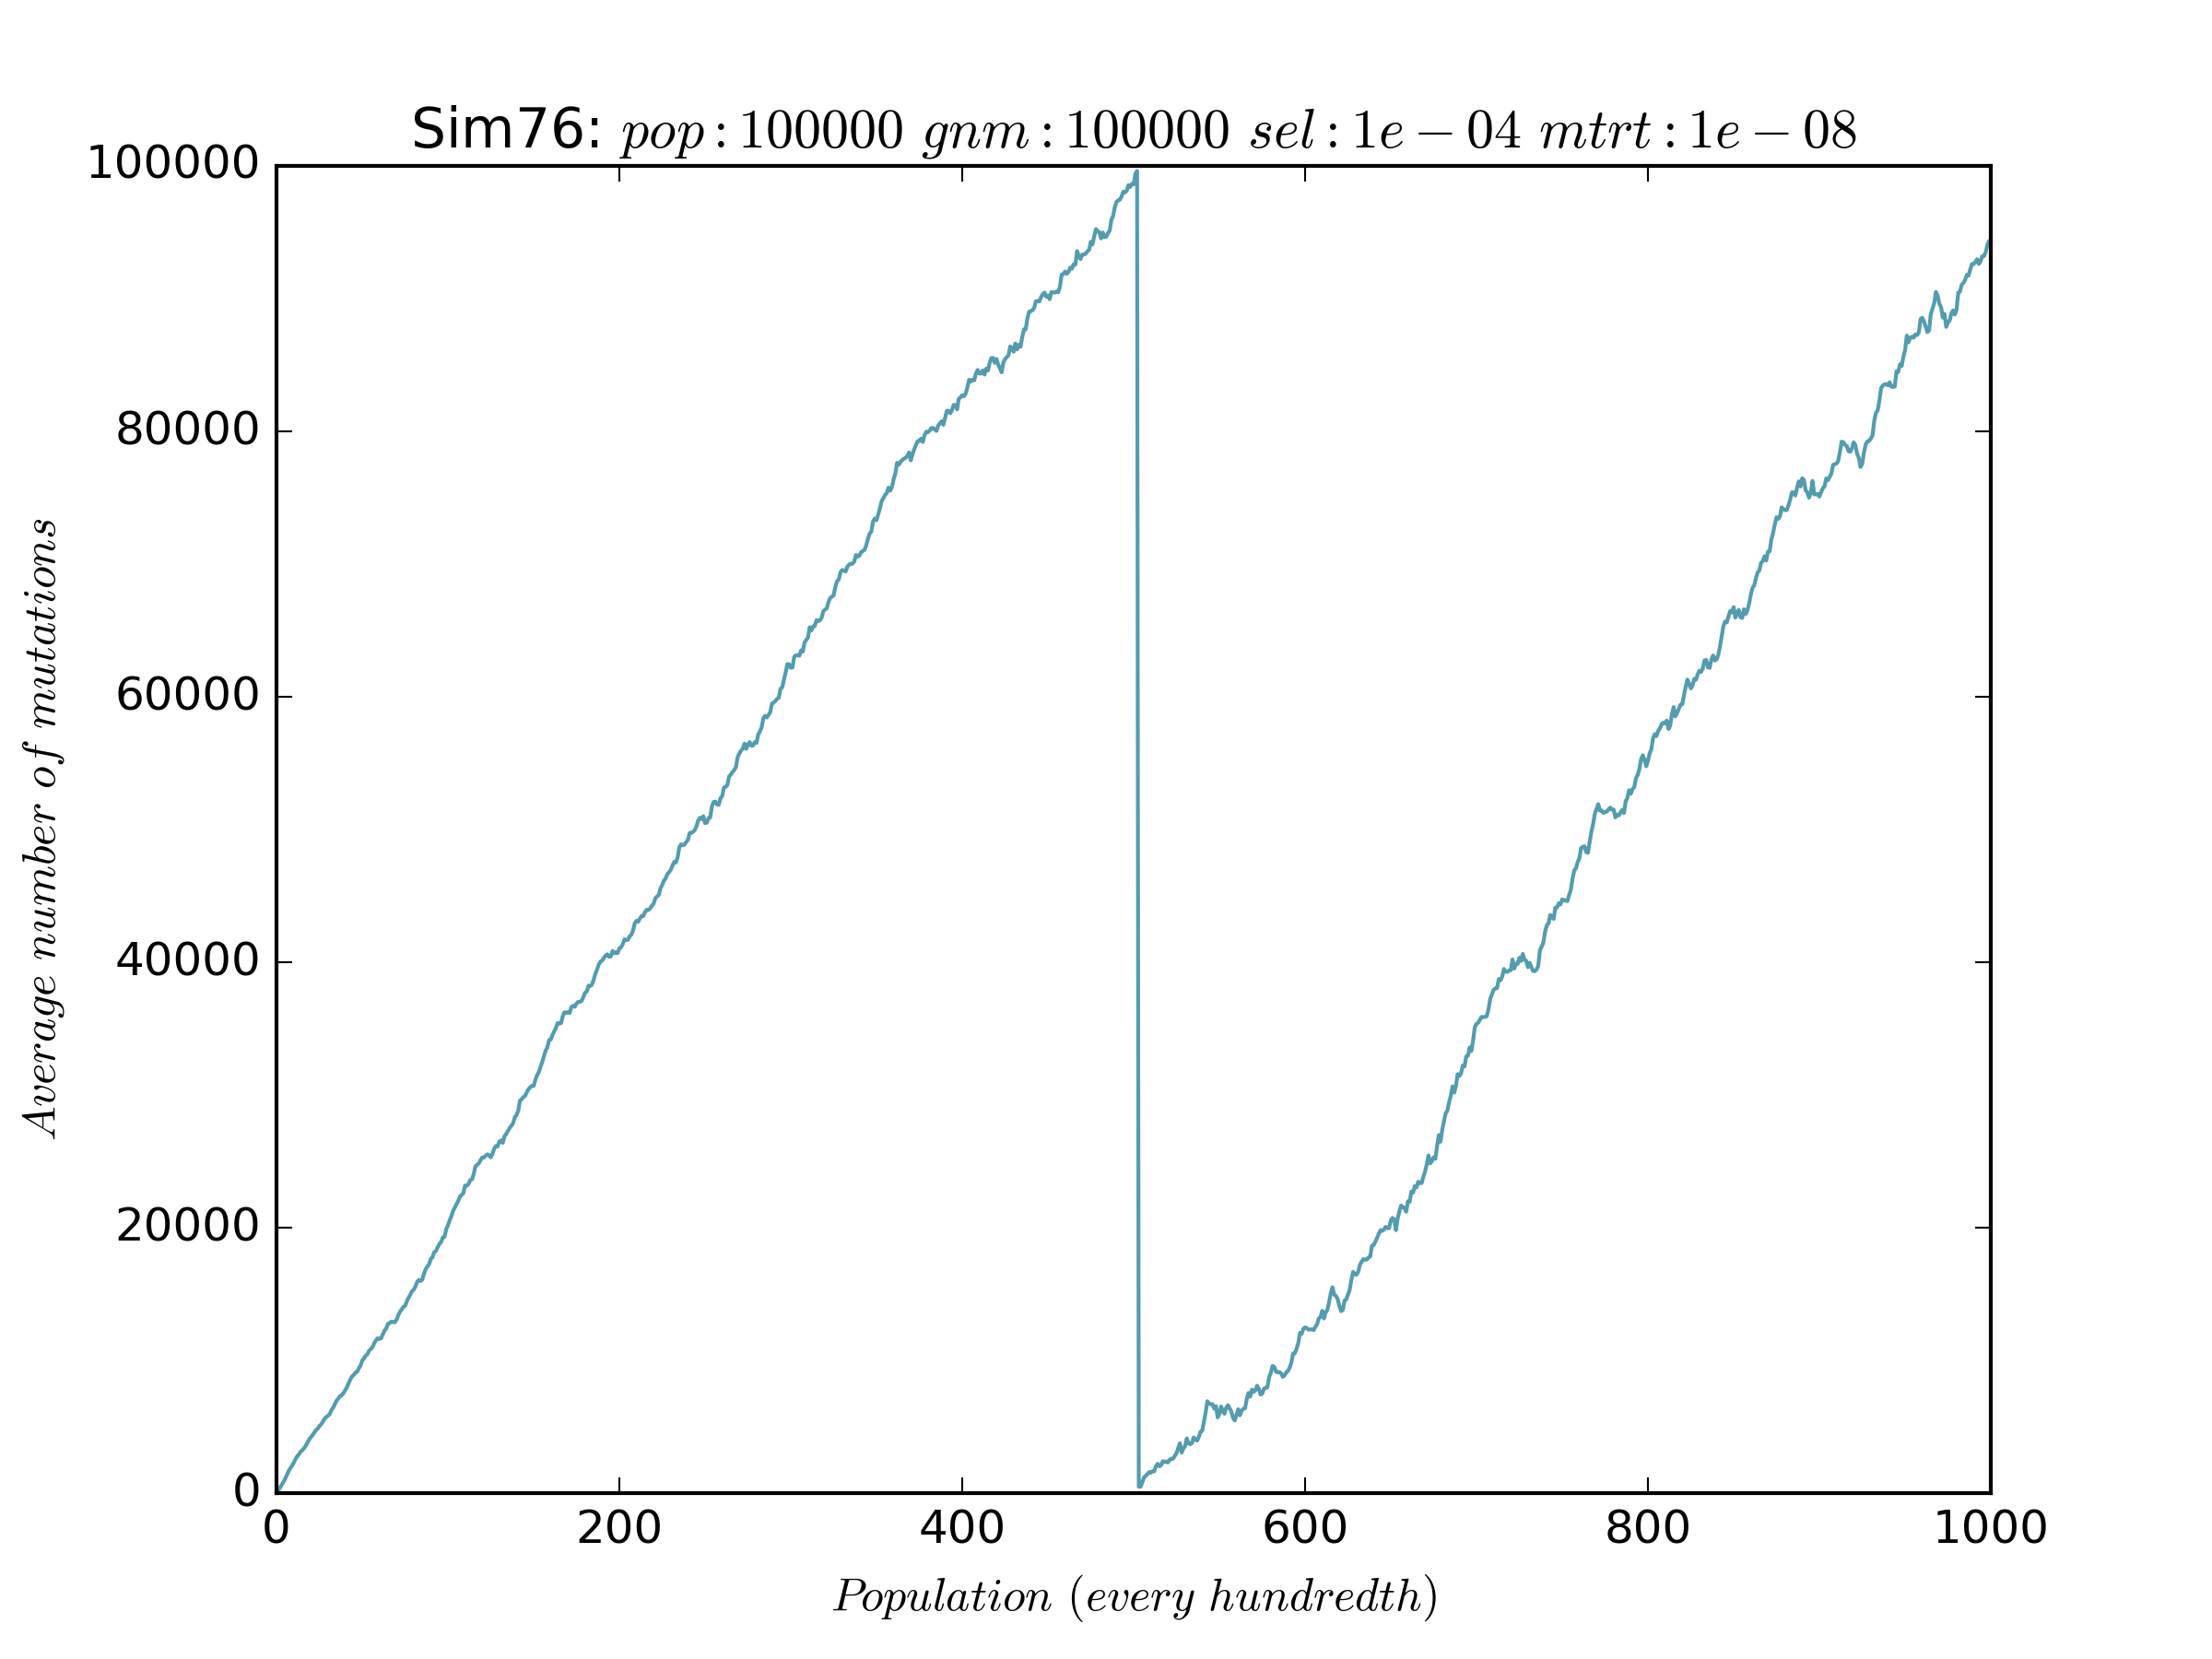 Sim76: pop : 100000 gnm : 100000 sel : 1e − 04 mtrt : 1e − 08
100000
80000
60000
40000
20000
0
Average number of mutations
0 200 400 600 800 1000
Population (every hundredth)